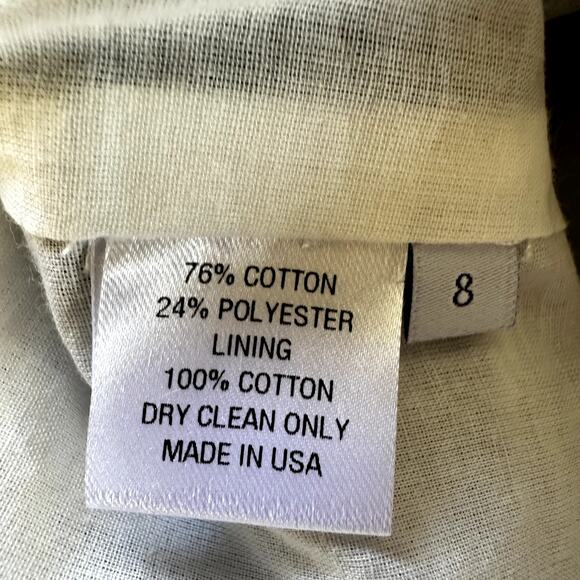 76% COTTON
24% POLYESTER
LINING
100% COTTON
DRY CLEAN ONLY
MADE IN USA
8